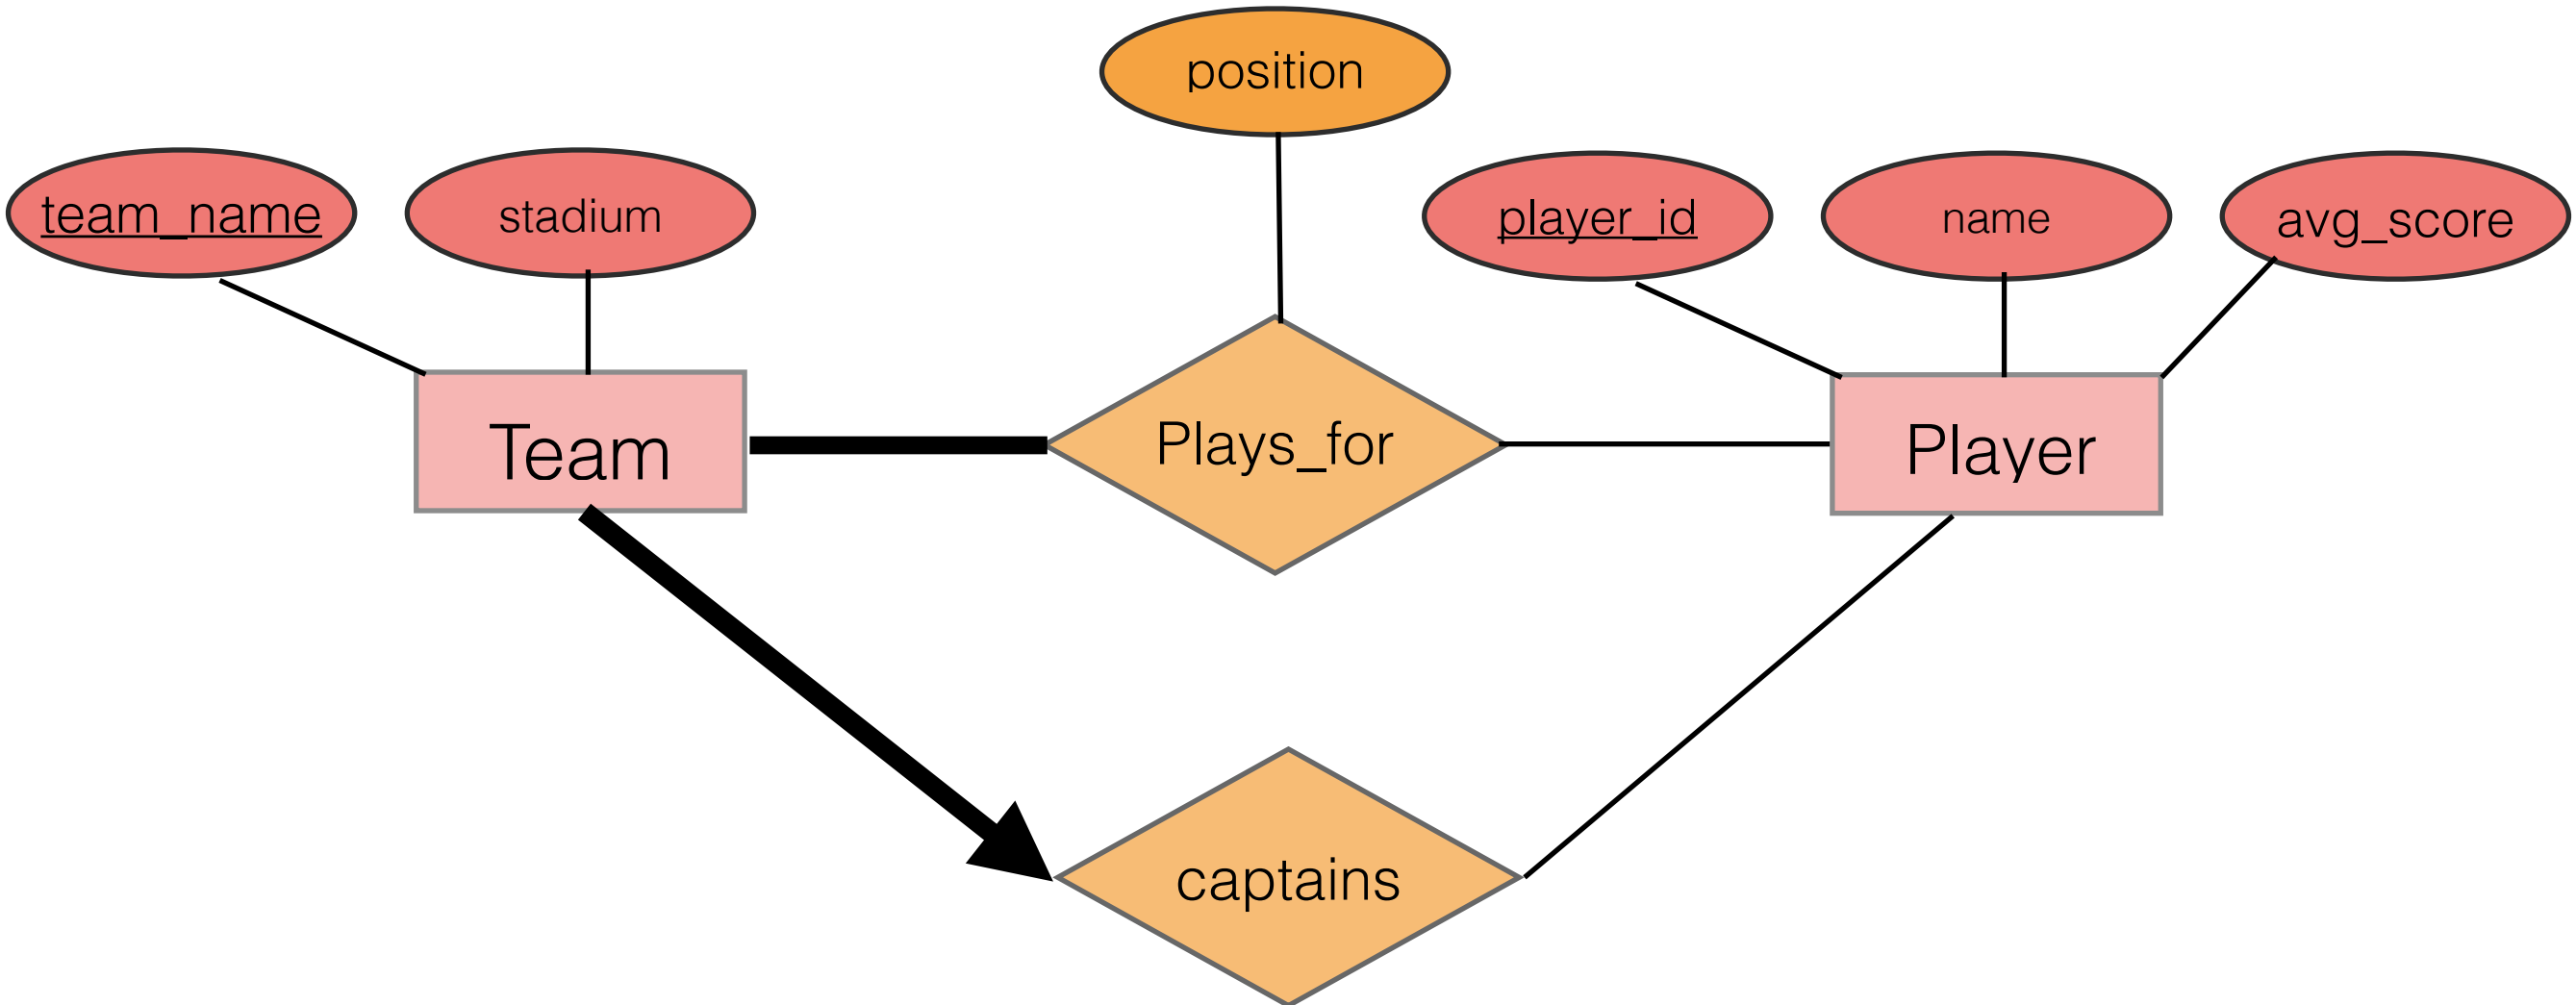 position
team_name
stadium
player_id
name
avg_score
Team
Plays_for
Player
captains